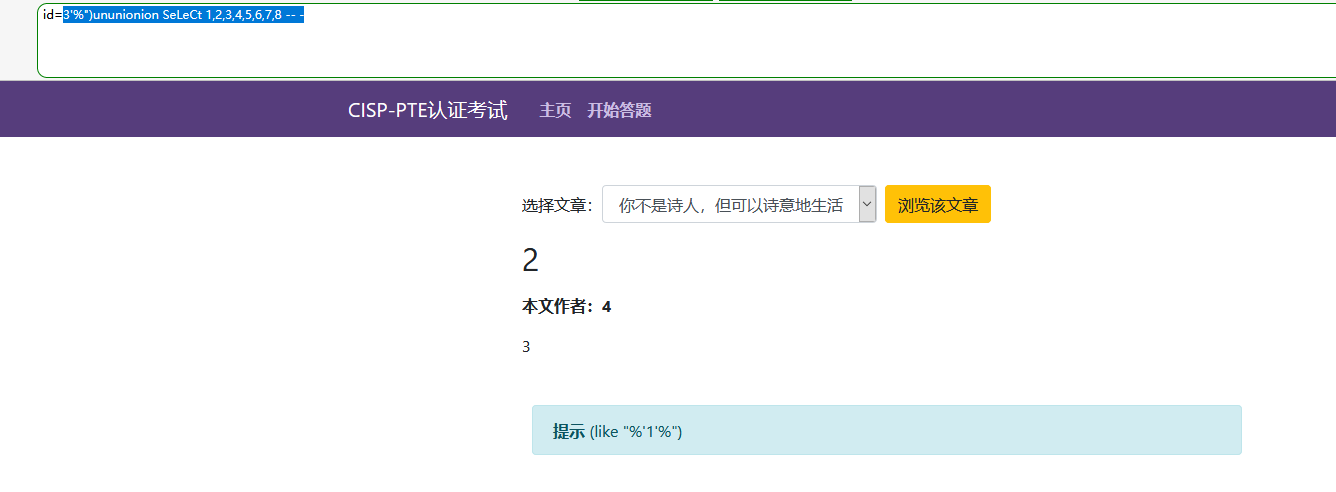 id=3'%")ununionion SeLeCt 1,2,3,4,5,6,7,8 -- -
CISP-PTE认证考试 主页 开始答题
选择文章： 你不是诗人，但可以诗意地生活 浏览该文章
2
本文作者：4
3
提示 (like "%'1'%")